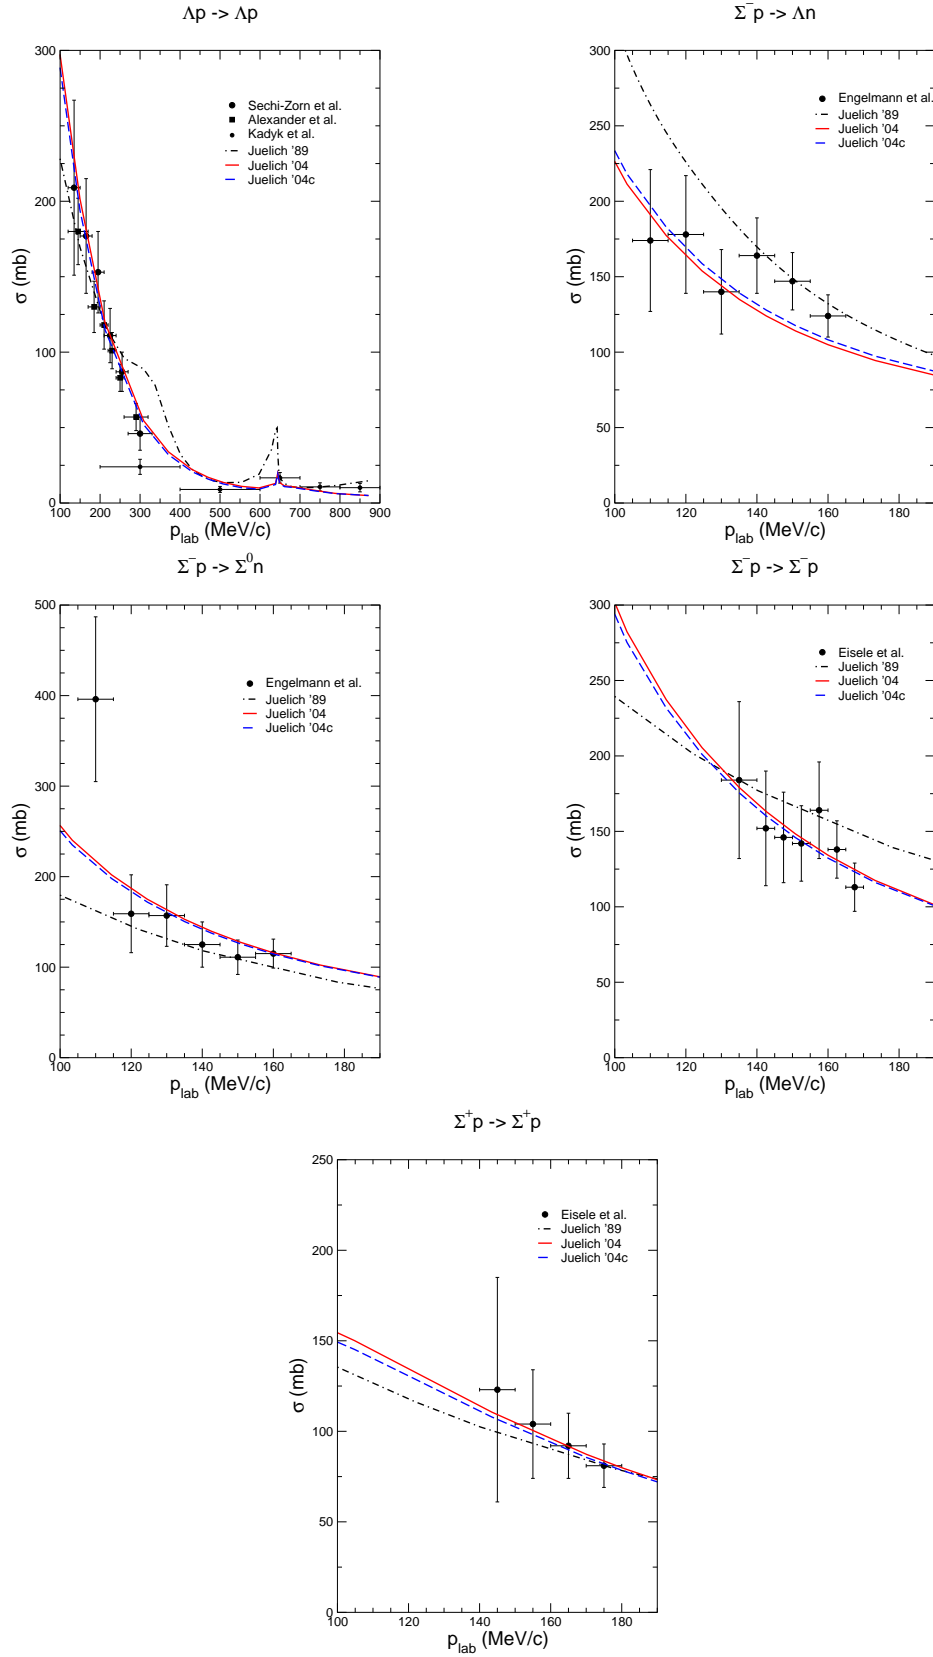 Λp -> Λp
300
250
200
150
100
50
0
σ (mb)
Sechi-Zorn et al.
Alexander et al.
Kadyk et al.
Juelich '89
Juelich '04
Juelich '04c
100 200 300 400 500 600 700 800 900
p_lab (MeV/c)
Σ⁻p -> Λn
300
250
200
150
100
50
0
σ (mb)
Engelmann et al.
Juelich '89
Juelich '04
Juelich '04c
100 120 140 160 180
p_lab (MeV/c)
Σ⁻p -> Σ⁰n
500
400
300
200
100
0
σ (mb)
Engelmann et al.
Juelich '89
Juelich '04
Juelich '04c
100 120 140 160 180
p_lab (MeV/c)
Σ⁻p -> Σ⁻p
300
250
200
150
100
50
0
σ (mb)
Eisele et al.
Juelich '89
Juelich '04
Juelich '04c
100 120 140 160 180
p_lab (MeV/c)
Σ⁺p -> Σ⁺p
250
200
150
100
50
0
σ (mb)
Eisele et al.
Juelich '89
Juelich '04
Juelich '04c
100 120 140 160 180
p_lab (MeV/c)